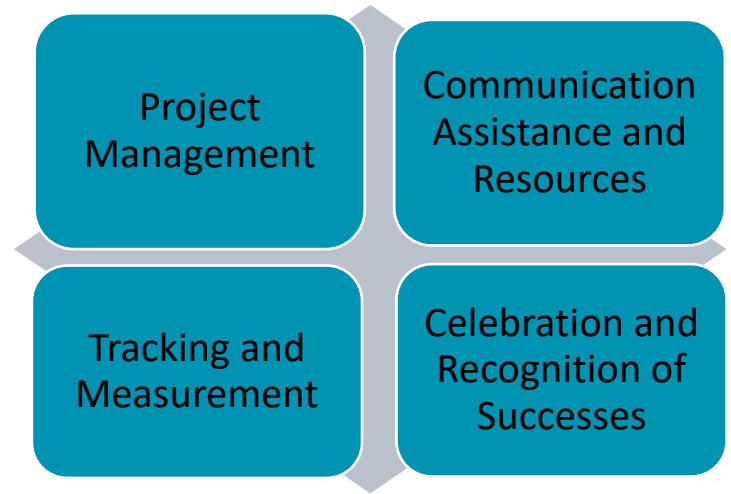 Project
Management
Communication
Assistance and
Resources
Tracking and
Measurement
Celebration and
Recognition of
Successes